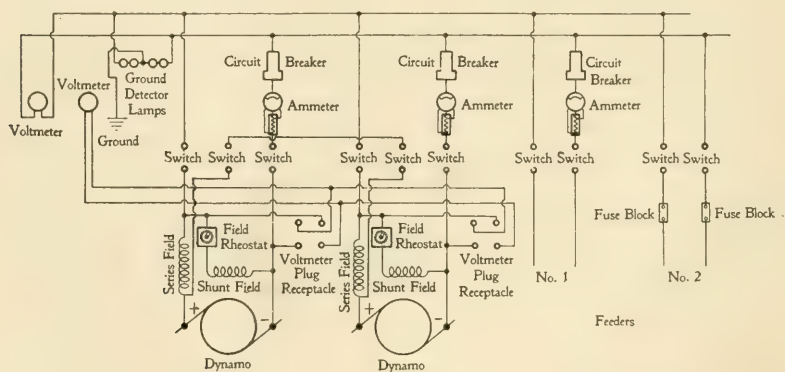 Voltmeter
Voltmeter
Ground
Detector
Lamps
Ground
Circuit Breaker
Ammeter
Circuit Breaker
Ammeter
Circuit
Breaker
Ammeter
Switch Switch Switch Switch Switch Switch Switch Switch Switch Switch
Series Field
Field
Rheostat
Shunt Field
Voltmeter
Plug
Receptacle
+ -
Dynamo
Series Field
Field
Rheostat
Shunt Field
Voltmeter
Plug
Receptacle
+ -
Dynamo
Fuse Block
Fuse Block
No. 1
No. 2
Feeders